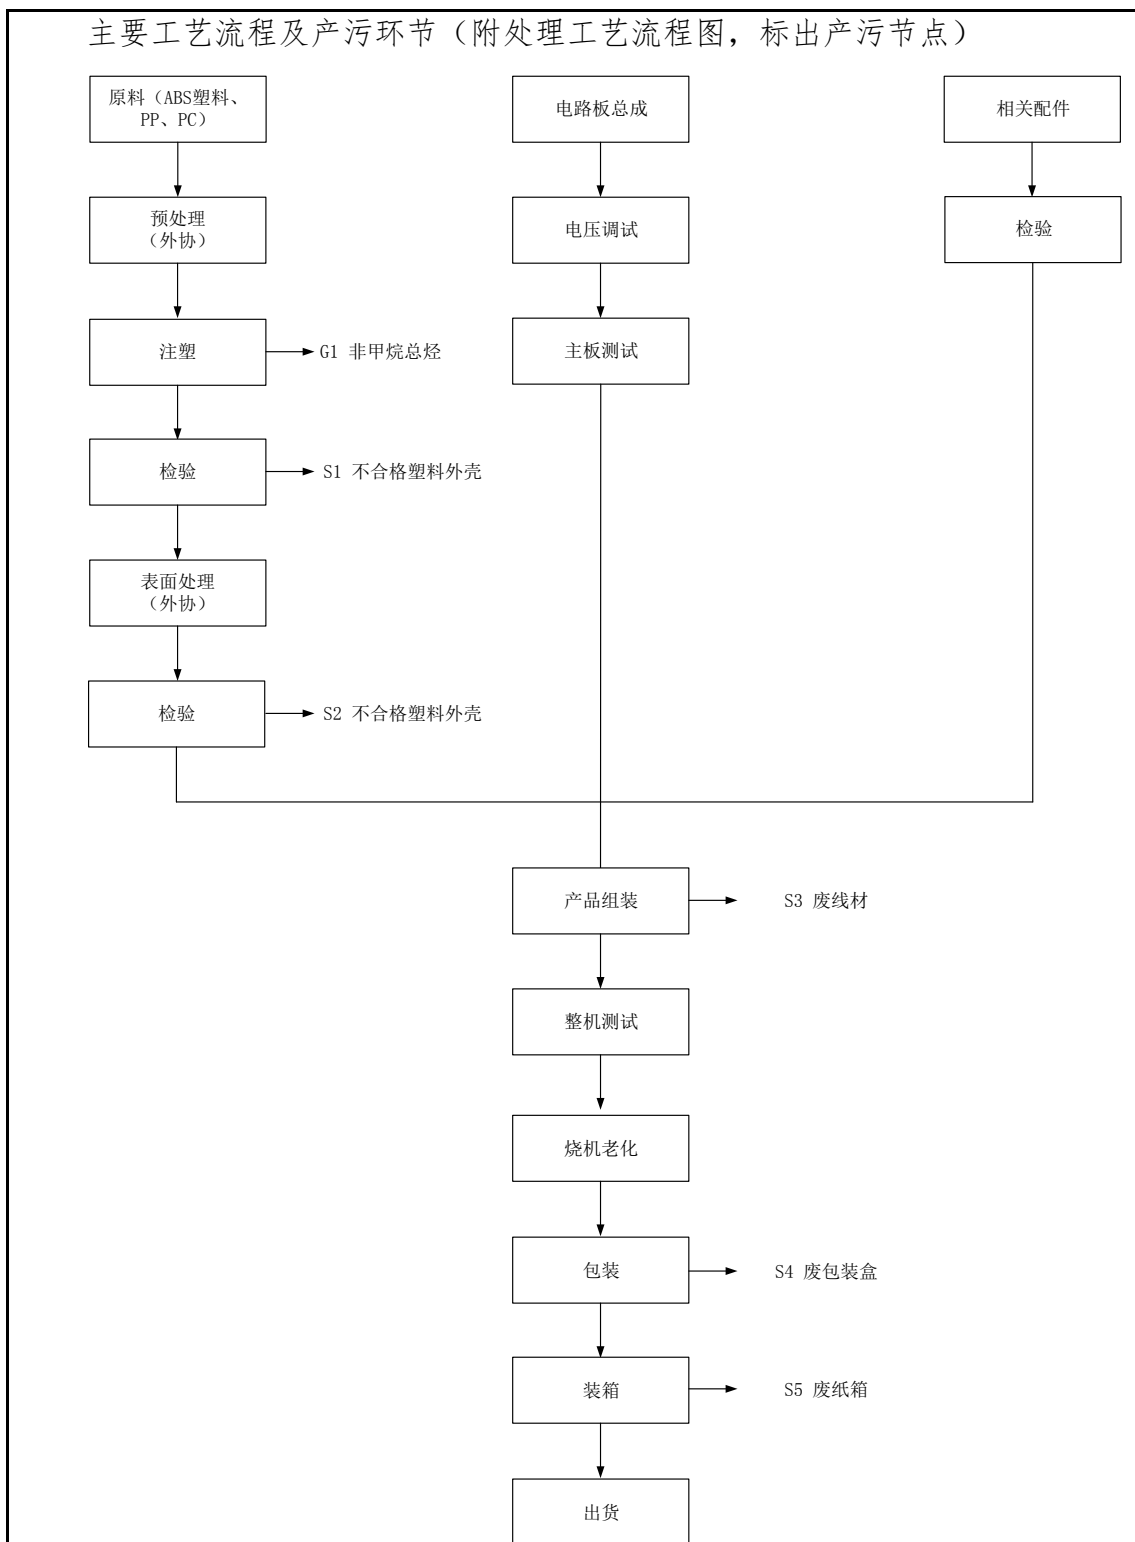 主要工艺流程及产污环节（附处理工艺流程图，标出产污节点）
原料（ABS塑料、
PP、PC）
电路板总成
相关配件
预处理
（外协）
电压调试
检验
注塑
G1 非甲烷总烃
主板测试
检验
S1 不合格塑料外壳
表面处理
（外协）
检验
S2 不合格塑料外壳
产品组装
S3 废线材
整机测试
烧机老化
包装
S4 废包装盒
装箱
S5 废纸箱
出货